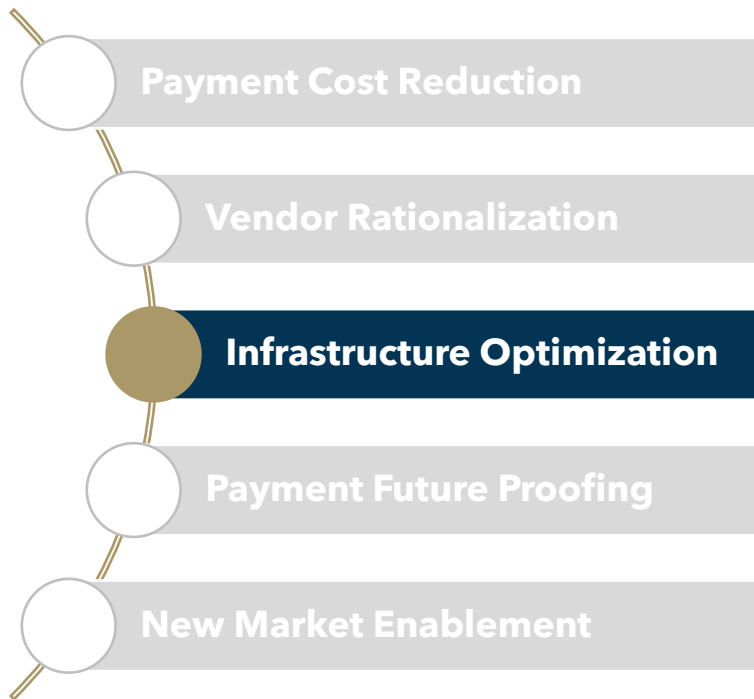 Payment Cost Reduction
Vendor Rationalization
Infrastructure Optimization
Payment Future Proofing
New Market Enablement